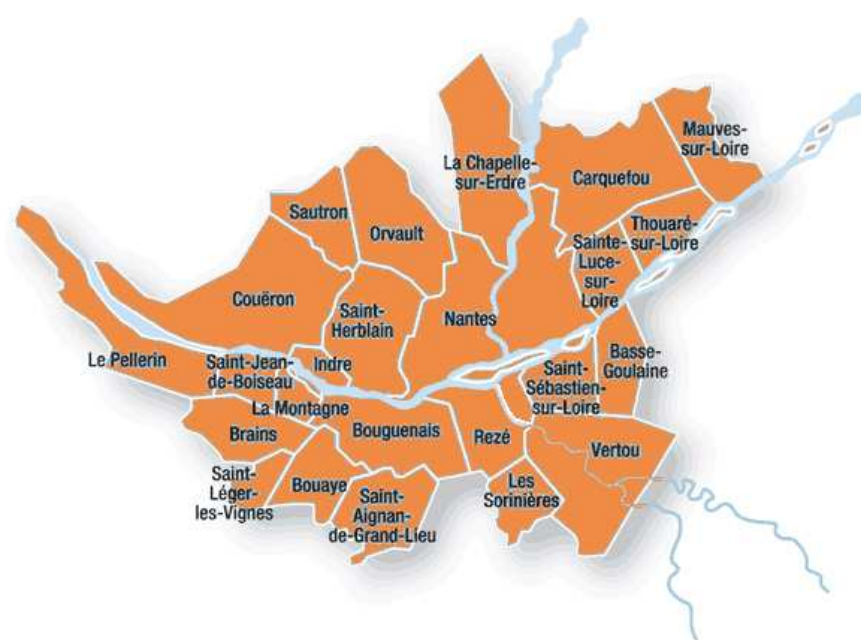 Mauves-
sur-Loire
La Chapelle-
sur-Erdre
Carquefou
Sautron
Orvault
Thouaré-
sur-Loire
Sainte-
Luce-
sur-
Loire
Couëron
Saint-
Herblain
Nantes
Le Pellerin
Saint-Jean-
de-Boiseau
Indre
Saint-
Sébastien-
sur-Loire
Basse-
Goulaine
La Montagne
Brains
Bouguenais
Rezé
Vertou
Saint-
Léger-
les-Vignes
Bouaye
Saint-
Aignan-
de-Grand-Lieu
Les
Sorinières